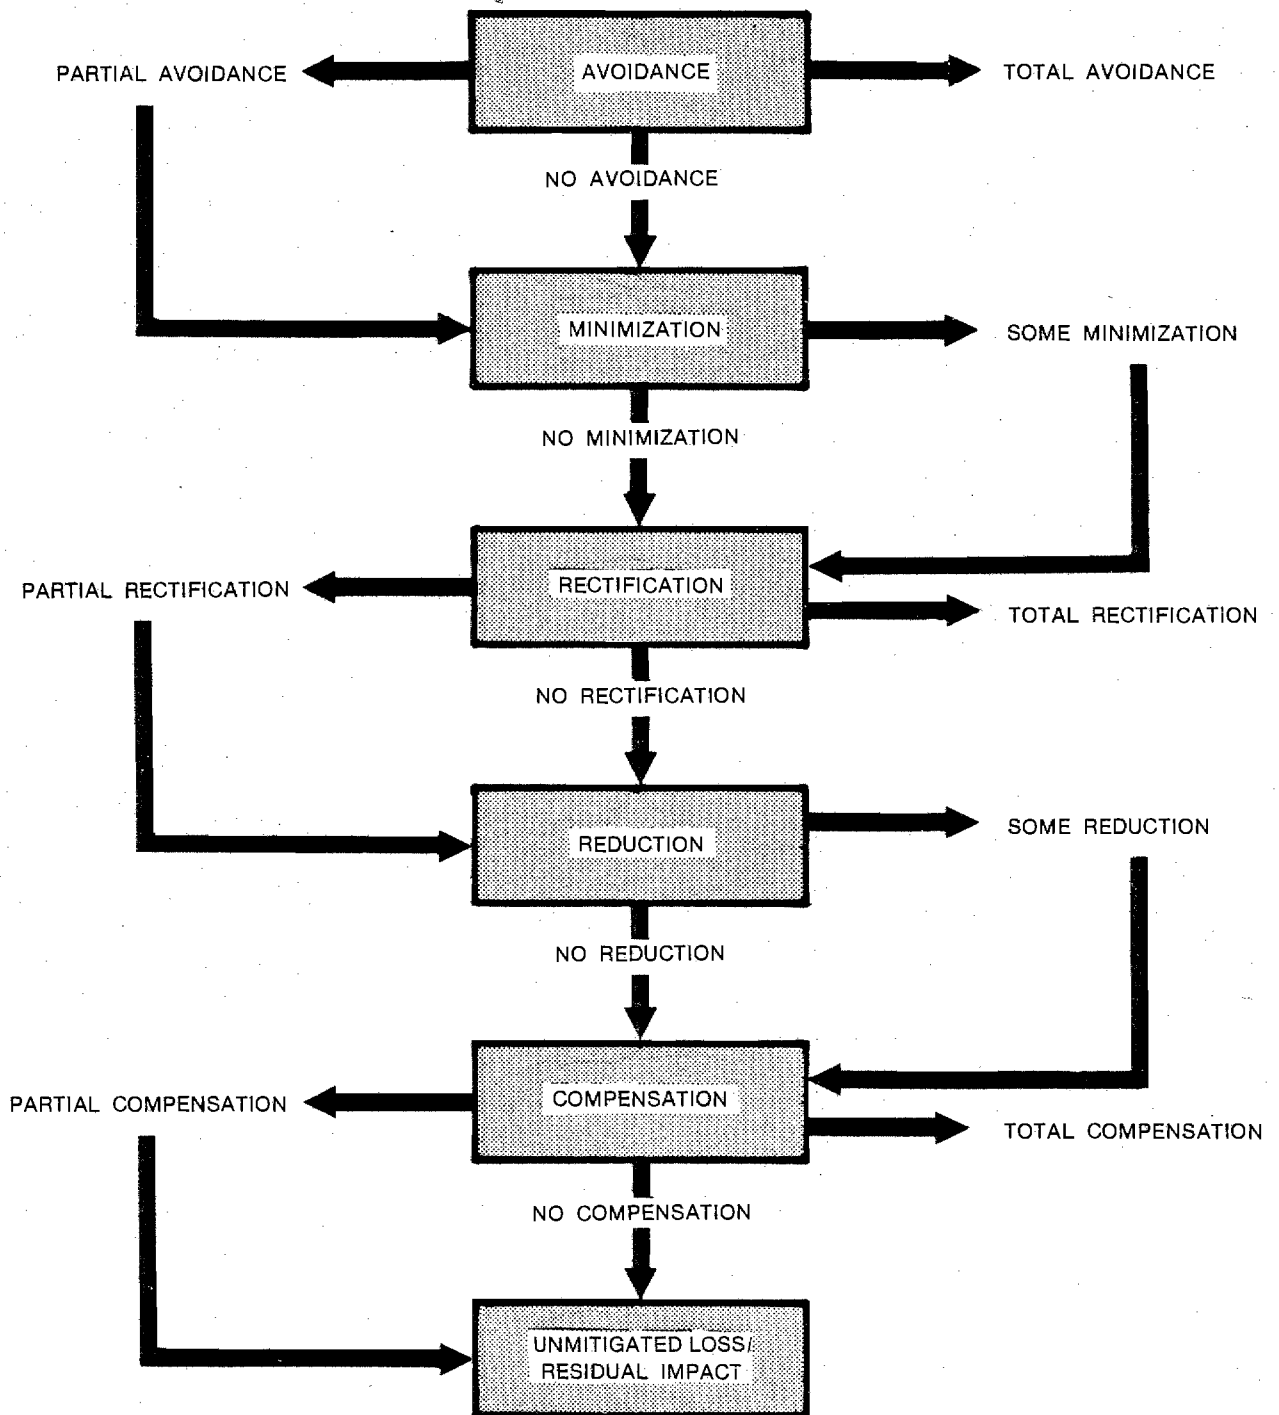 AVOIDANCE
PARTIAL AVOIDANCE
TOTAL AVOIDANCE
NO AVOIDANCE
MINIMIZATION
SOME MINIMIZATION
NO MINIMIZATION
RECTIFICATION
PARTIAL RECTIFICATION
TOTAL RECTIFICATION
NO RECTIFICATION
REDUCTION
SOME REDUCTION
NO REDUCTION
COMPENSATION
PARTIAL COMPENSATION
TOTAL COMPENSATION
NO COMPENSATION
UNMITIGATED LOSS/
RESIDUAL IMPACT